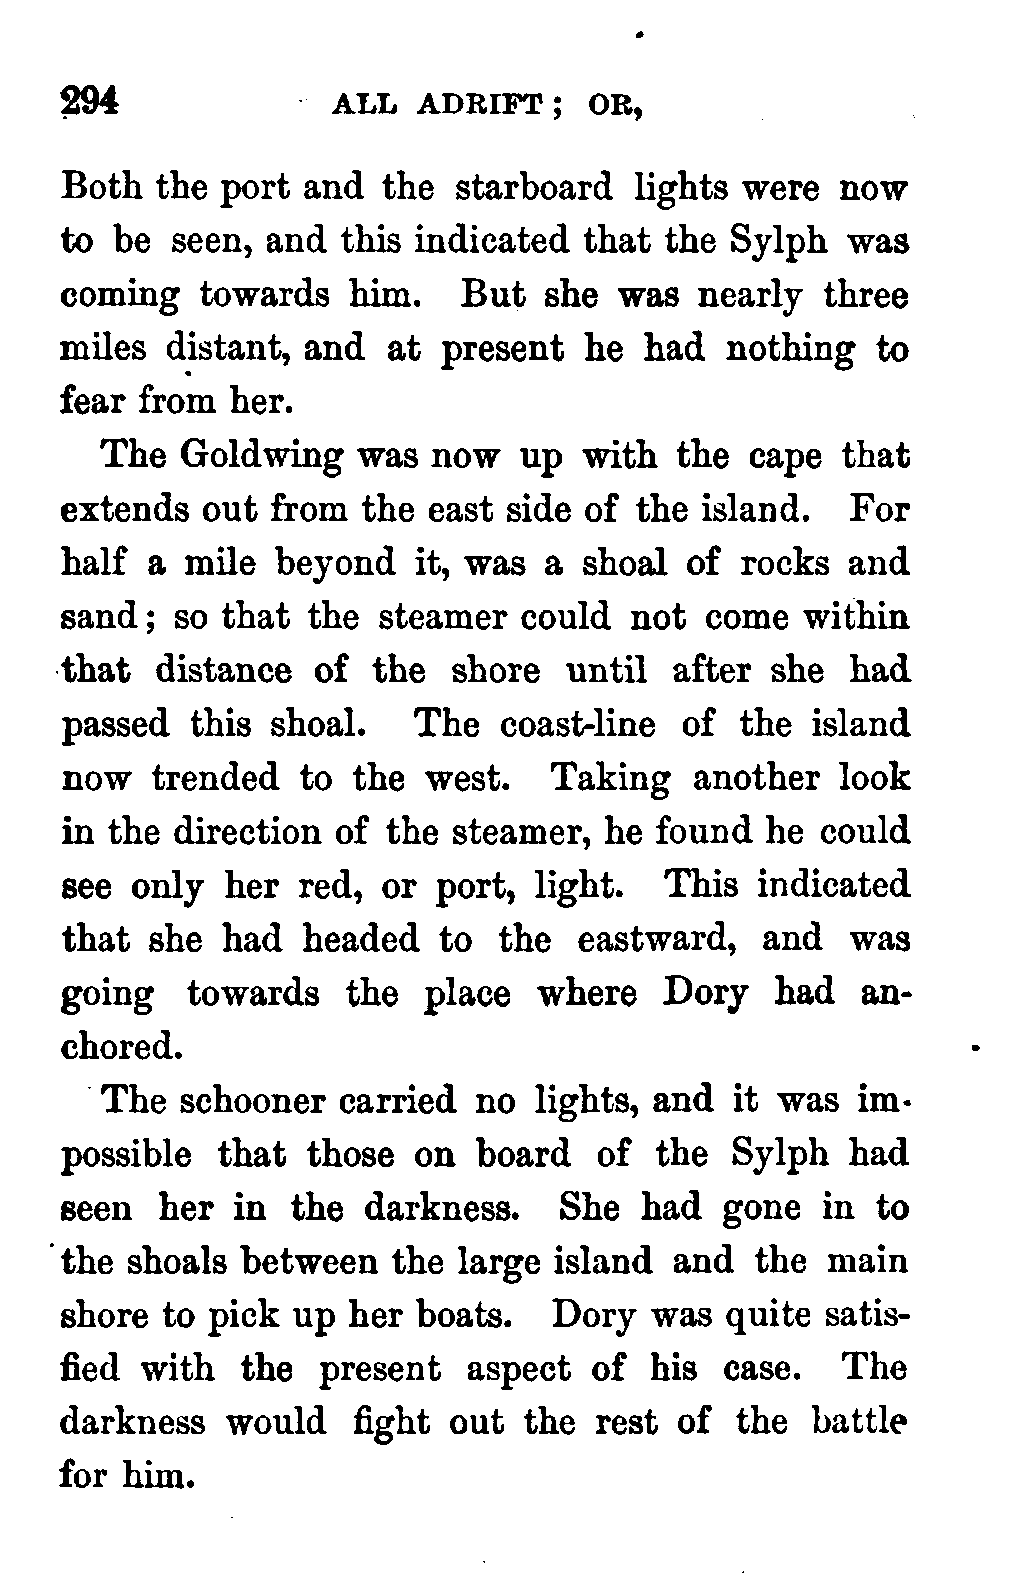 294 ALL ADRIFT; OR,
Both the port and the starboard lights were now
to be seen, and this indicated that the Sylph was
coming towards him. But she was nearly three
miles distant, and at present he had nothing to
fear from her.
The Goldwing was now up with the cape that
extends out from the east side of the island. For
half a mile beyond it, was a shoal of rocks and
sand; so that the steamer could not come within
that distance of the shore until after she had
passed this shoal. The coast-line of the island
now trended to the west. Taking another look
in the direction of the steamer, he found he could
see only her red, or port, light. This indicated
that she had headed to the eastward, and was
going towards the place where Dory had an-
chored.
The schooner carried no lights, and it was im-
possible that those on board of the Sylph had
seen her in the darkness. She had gone in to
the shoals between the large island and the main
shore to pick up her boats. Dory was quite satis-
fied with the present aspect of his case. The
darkness would fight out the rest of the battle
for him.